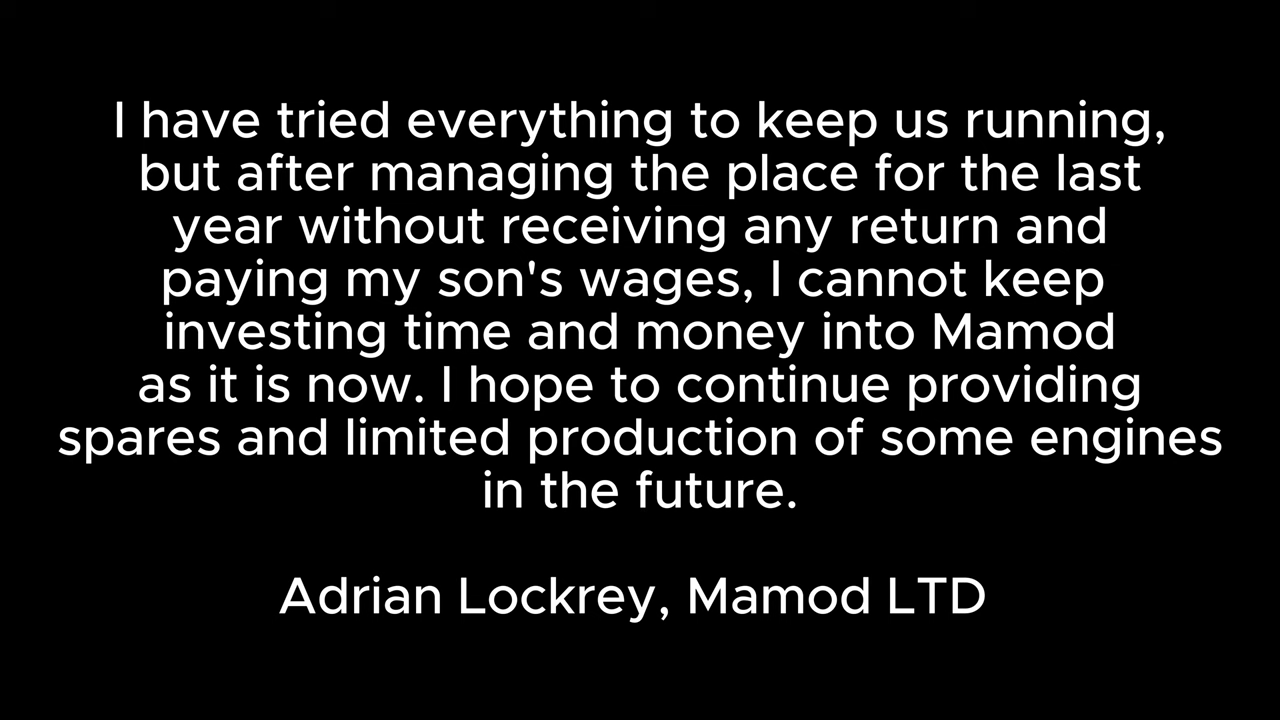 I have tried everything to keep us running,
but after managing the place for the last
year without receiving any return and
paying my son's wages, I cannot keep
investing time and money into Mamod
as it is now. I hope to continue providing
spares and limited production of some engines
in the future.
Adrian Lockrey, Mamod LTD